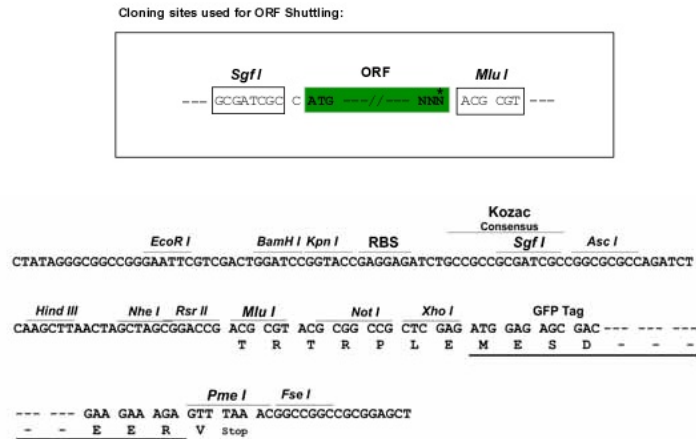 Cloning sites used for ORF Shuttling:
Sgf I ORF Mlu I
--- GCGATCGC C ATG ---//--- NNN* ACG CGT ---
Kozac
Consensus
EcoR I BamH I Kpn I RBS Sgf I Asc I
CTATAGGGCGGCCGGGAATTCGTCGACTGGATCCGGTACCGAGGAGATCTGCCGCCGCGATCGCCGGCGCGCCAGATCT
Hind III Nhe I Rsr II Mlu I Not I Xho I GFP Tag
CAAGCTTAACTAGCTAGCGGACCG ACG CGT ACG CGG CCG CTC GAG ATG GAG AGC GAC--- --- ---
T R T R P L E M E S D - - -
Pme I Fse I
--- --- GAA GAA AGA GTT TAA ACGGCCGGCCGCGGAGCT
- - E E R V Stop